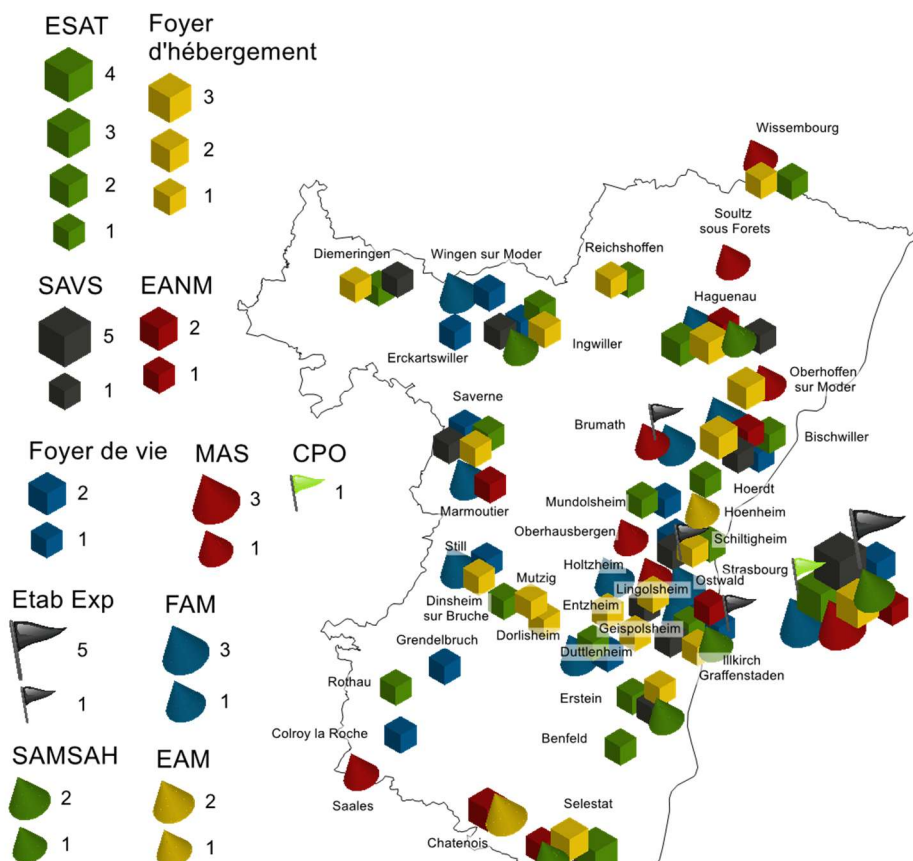 ESAT
4
3
2
1
Foyer
d'hébergement
3
2
1
SAVS
5
1
EANM
2
1
Foyer de vie
2
1
MAS
3
1
CPO
1
Etab Exp
5
1
FAM
3
1
SAMSAH
2
1
EAM
2
1
Wissembourg
Soultz
sous Forets
Diemeringen
Wingen sur Moder
Reichshoffen
Haguenau
Erckartswiller
Ingwiller
Oberhoffen
sur Moder
Saverne
Brumath
Bischwiller
Hoerdt
Marmoutier
Mundolsheim
Hoenheim
Oberhausbergen
Schiltigheim
Still
Holtzheim
Ostwald
Strasbourg
Mutzig
Lingolsheim
Dinsheim
sur Bruche
Entzheim
Dorlisheim
Geispolsheim
Grendelbruch
Duttlenheim
Illkirch
Graffenstaden
Rothau
Erstein
Colroy la Roche
Benfeld
Saales
Selestat
Chatenois